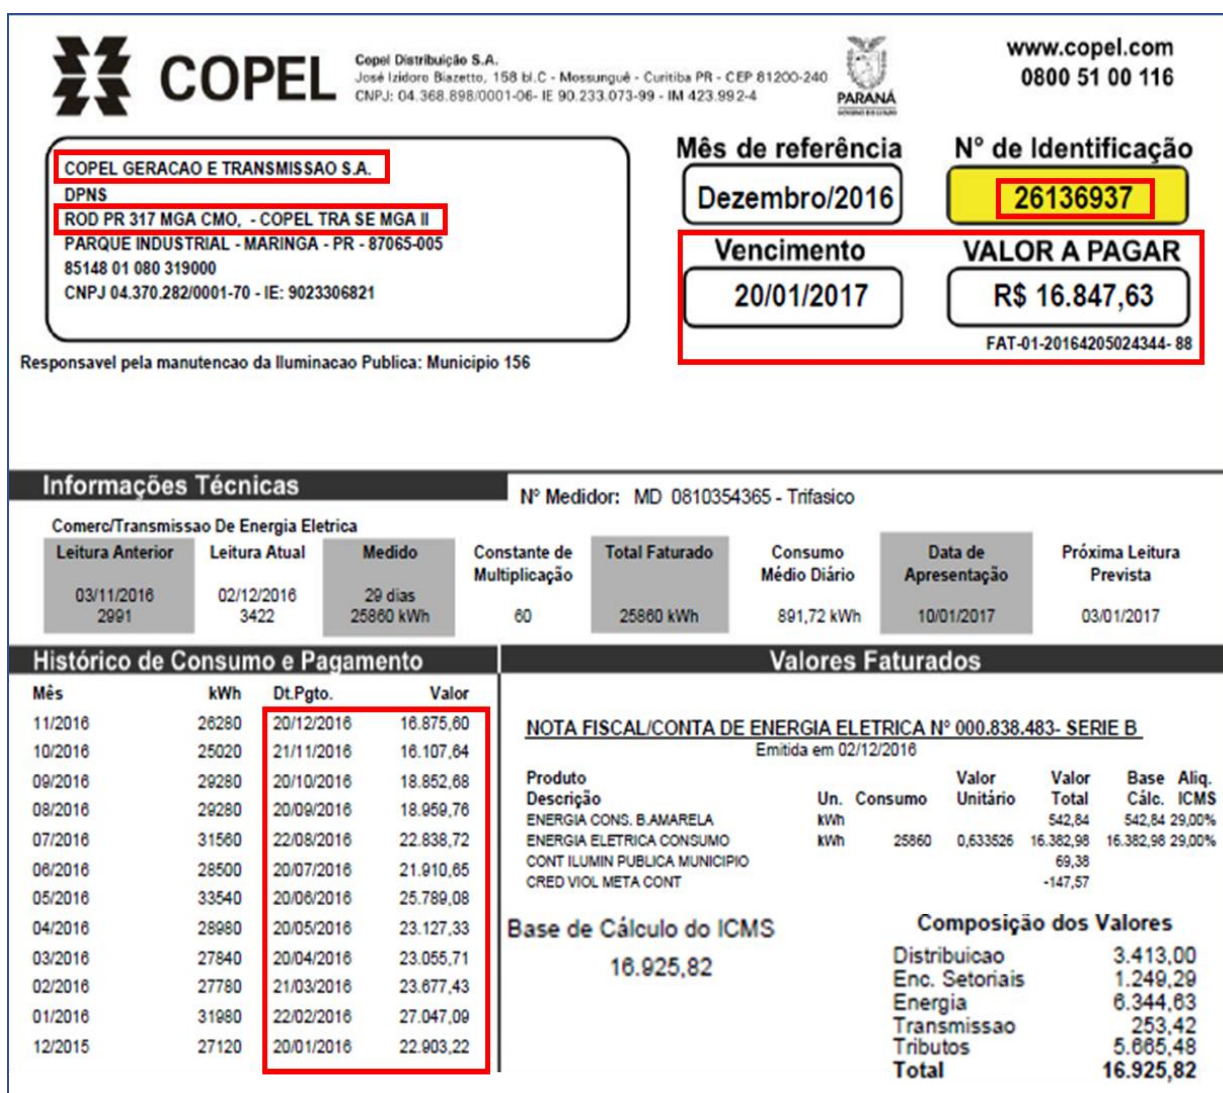 COPEL
Copel Distribuição S.A.
José Izidoro Biazetto, 158 bl.C - Mossunguê - Curitiba PR - CEP 81200-240
CNPJ: 04.368.898/0001-06- IE 90.233.073-99 - IM 423.992-4
PARANÁ
www.copel.com
0800 51 00 116
COPEL GERACAO E TRANSMISSAO S.A.
DPNS
ROD PR 317 MGA CMO, - COPEL TRA SE MGA II
PARQUE INDUSTRIAL - MARINGA - PR - 87065-005
85148 01 080 319000
CNPJ 04.370.282/0001-70 - IE: 9023306821
Mês de referência
Dezembro/2016
N° de Identificação
26136937
Vencimento
20/01/2017
VALOR A PAGAR
R$ 16.847,63
FAT-01-20164205024344- 88
Responsavel pela manutencao da Iluminacao Publica: Municipio 156
Informações Técnicas
N° Medidor: MD 0810354365 - Trifasico
Comerc/Transmissao De Energia Eletrica
Leitura Anterior Leitura Atual Medido Constante de Multiplicação Total Faturado Consumo Médio Diário Data de Apresentação Próxima Leitura Prevista
03/11/2016 02/12/2016 29 dias
2991 3422 25860 kWh 60 25860 kWh 891,72 kWh 10/01/2017 03/01/2017
Histórico de Consumo e Pagamento
Mês kWh Dt.Pgto. Valor
11/2016 26280 20/12/2016 16.875,60
10/2016 25020 21/11/2016 16.107,64
09/2016 29280 20/10/2016 18.852,68
08/2016 29280 20/09/2016 18.959,76
07/2016 31560 22/08/2016 22.838,72
06/2016 28500 20/07/2016 21.910,65
05/2016 33540 20/06/2016 25.789,08
04/2016 28980 20/05/2016 23.127,33
03/2016 27840 20/04/2016 23.055,71
02/2016 27780 21/03/2016 23.677,43
01/2016 31980 22/02/2016 27.047,09
12/2015 27120 20/01/2016 22.903,22
Valores Faturados
NOTA FISCAL/CONTA DE ENERGIA ELETRICA N° 000.838.483- SERIE B
Emitida em 02/12/2016
Produto Valor Valor Base Aliq.
Descrição Un. Consumo Unitário Total Cálc. ICMS
ENERGIA CONS. B.AMARELA kWh 542,84 542,84 29,00%
ENERGIA ELETRICA CONSUMO kWh 25860 0,633526 16.382,98 16.382,98 29,00%
CONT ILUMIN PUBLICA MUNICIPIO 69,38
CRED VIOL META CONT -147,57
Base de Cálculo do ICMS
16.925,82
Composição dos Valores
Distribuicao 3.413,00
Enc. Setoriais 1.249,29
Energia 6.344,63
Transmissao 253,42
Tributos 5.665,48
Total 16.925,82